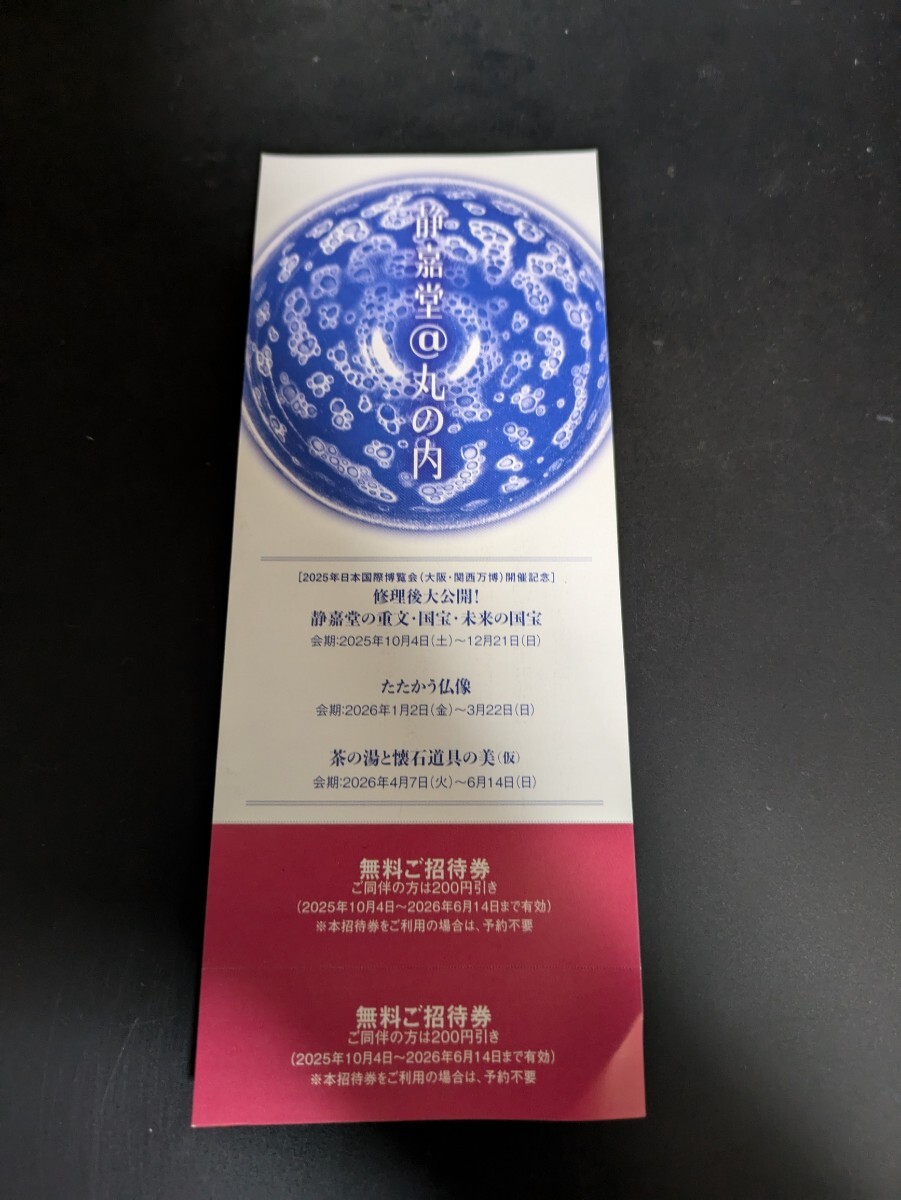 静嘉堂@丸の内
[2025年日本国際博覧会(大阪・関西万博)開催記念]
修理後大公開!
静嘉堂の重文・国宝・未来の国宝
会期:2025年10月4日(土)～12月21日(日)
たたかう仏像
会期:2026年1月2日(金)～3月22日(日)
茶の湯と懐石道具の美(仮)
会期:2026年4月7日(火)～6月14日(日)
無料ご招待券
ご同伴の方は200円引き
(2025年10月4日～2026年6月14日まで有効)
※本招待券をご利用の場合は、予約不要
無料ご招待券
ご同伴の方は200円引き
(2025年10月4日～2026年6月14日まで有効)
※本招待券をご利用の場合は、予約不要